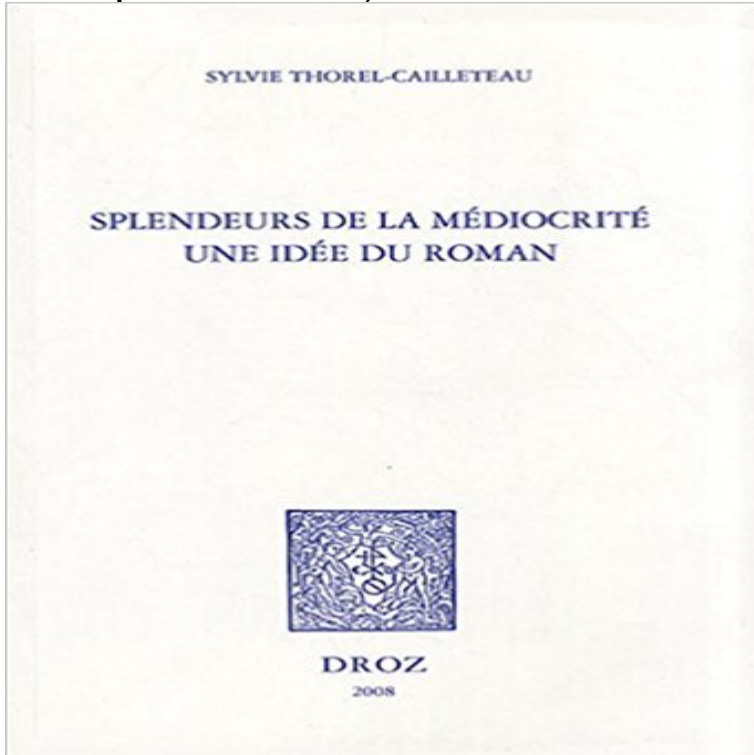 SYLVIE THOREL-CAILLETEAU
SPLENDEURS DE LA MÉDIOCRITÉ
UNE IDÉE DU ROMAN
DROZ
2008